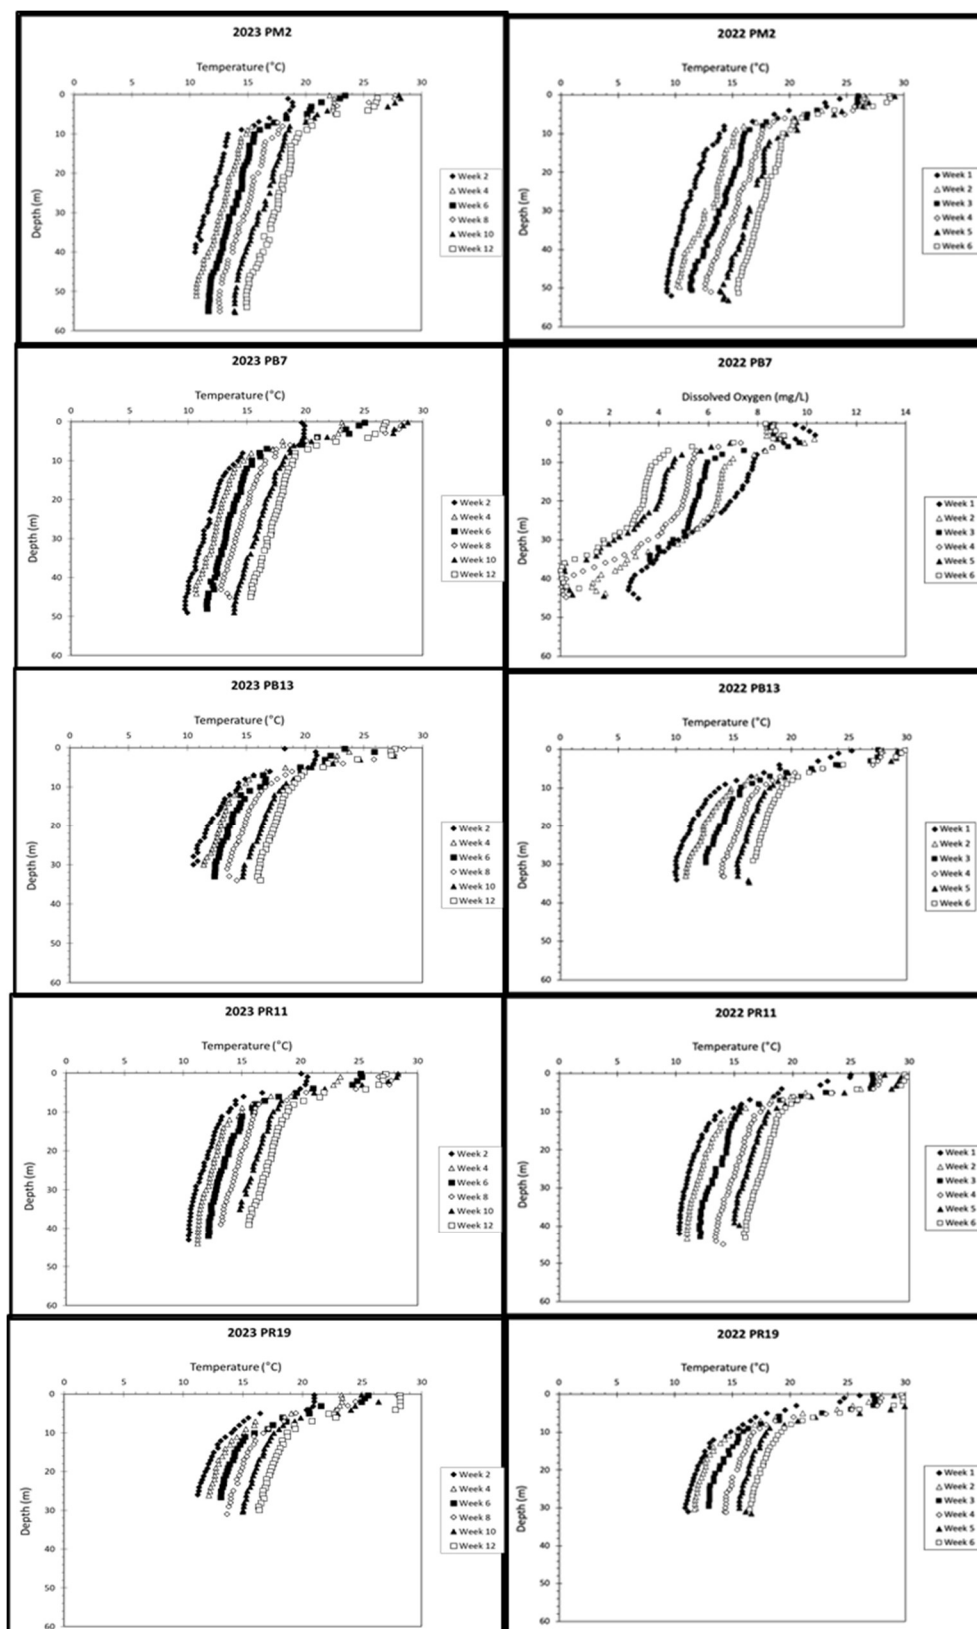 2023 PM2
Temperature (°C)
0 5 10 15 20 25 30
0
10
20
30
40
50
60
Depth (m)
Week 2
Week 4
Week 6
Week 8
Week 10
Week 12
2022 PM2
Temperature (°C)
0 5 10 15 20 25 30
0
10
20
30
40
50
60
Depth (m)
Week 1
Week 2
Week 3
Week 4
Week 5
Week 6
2023 PB7
Temperature (°C)
0 5 10 15 20 25 30
0
10
20
30
40
50
60
Depth (m)
Week 2
Week 4
Week 6
Week 8
Week 10
Week 12
2022 PB7
Dissolved Oxygen (mg/L)
0 2 4 6 8 10 12 14
0
10
20
30
40
50
60
Depth (m)
Week 1
Week 2
Week 3
Week 4
Week 5
Week 6
2023 PB13
Temperature (°C)
0 5 10 15 20 25 30
0
10
20
30
40
50
60
Depth (m)
Week 2
Week 4
Week 6
Week 8
Week 10
Week 12
2022 PB13
Temperature (°C)
0 5 10 15 20 25 30
0
10
20
30
40
50
60
Depth (m)
Week 1
Week 2
Week 3
Week 4
Week 5
Week 6
2023 PR11
Temperature (°C)
0 5 10 15 20 25 30
0
10
20
30
40
50
60
Depth (m)
Week 2
Week 4
Week 6
Week 8
Week 10
Week 12
2022 PR11
Temperature (°C)
0 5 10 15 20 25 30
0
10
20
30
40
50
60
Depth (m)
Week 1
Week 2
Week 3
Week 4
Week 5
Week 6
2023 PR19
Temperature (°C)
0 5 10 15 20 25 30
0
10
20
30
40
50
60
Depth (m)
Week 2
Week 4
Week 6
Week 8
Week 10
Week 12
2022 PR19
Temperature (°C)
0 5 10 15 20 25 30
0
10
20
30
40
50
60
Depth (m)
Week 1
Week 2
Week 3
Week 4
Week 5
Week 6